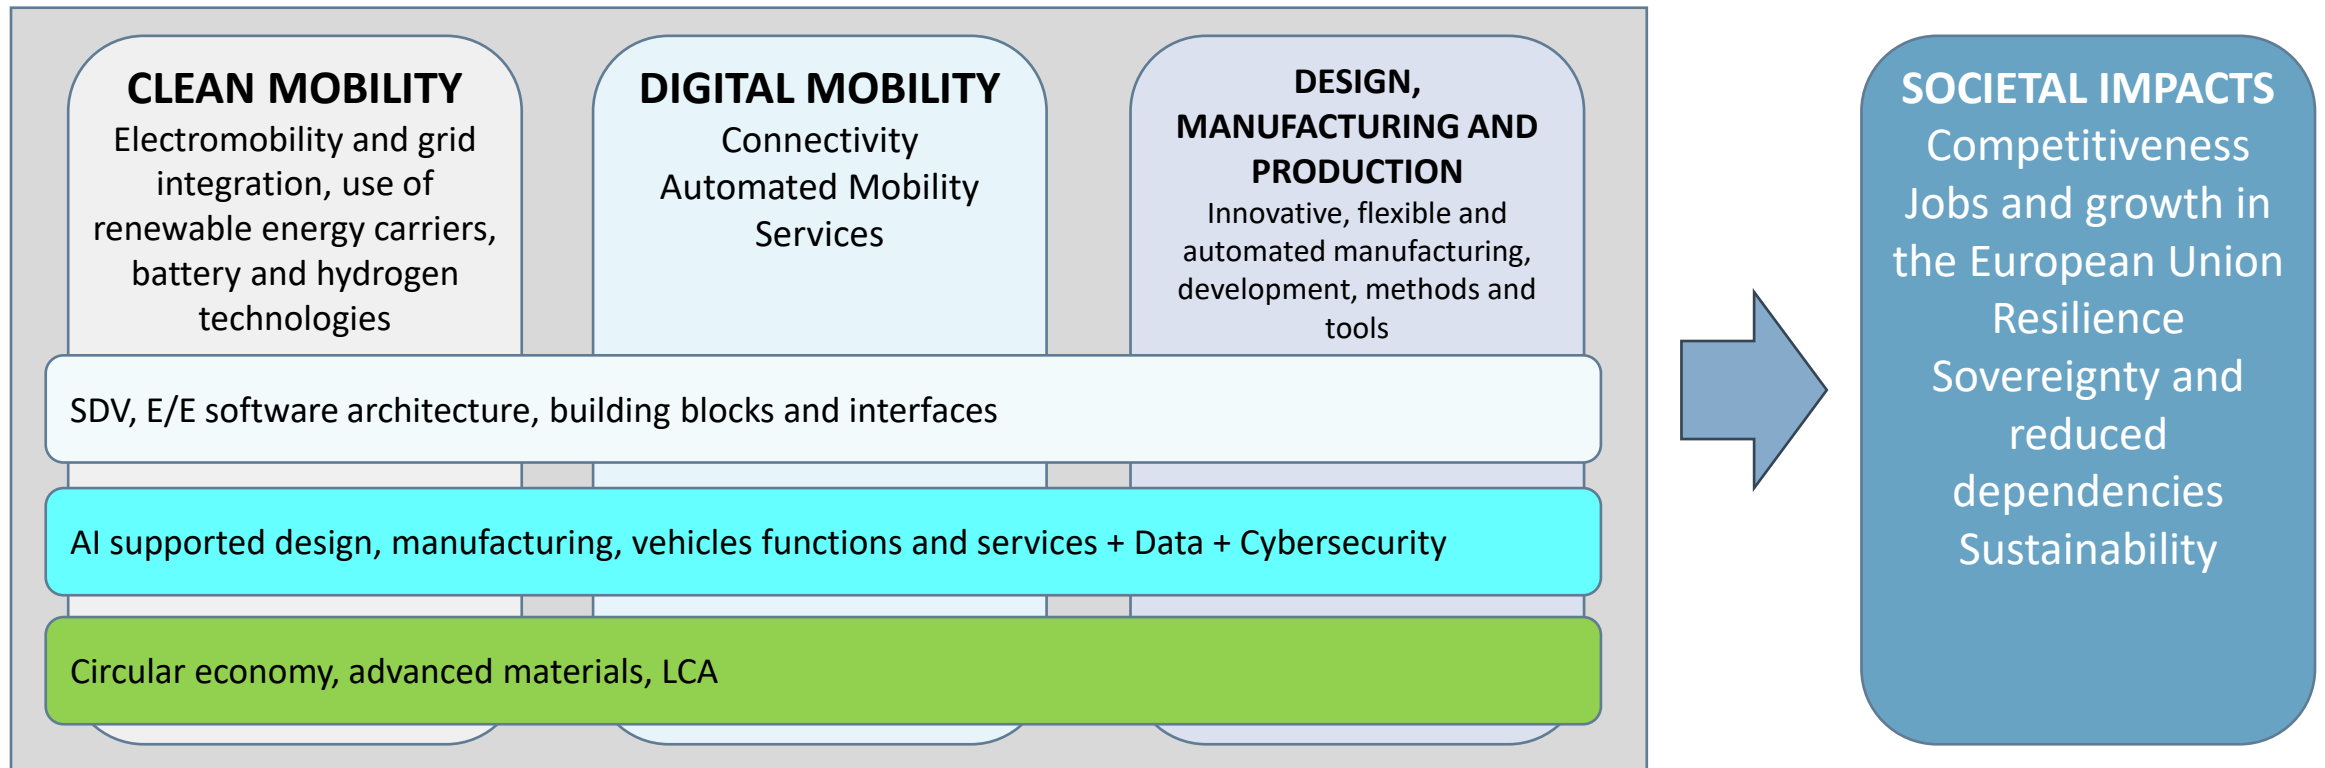 CLEAN MOBILITY
Electromobility and grid
integration, use of
renewable energy carriers,
battery and hydrogen
technologies
DIGITAL MOBILITY
Connectivity
Automated Mobility
Services
DESIGN,
MANUFACTURING AND
PRODUCTION
Innovative, flexible and
automated manufacturing,
development, methods and
tools
SDV, E/E software architecture, building blocks and interfaces
AI supported design, manufacturing, vehicles functions and services + Data + Cybersecurity
Circular economy, advanced materials, LCA
SOCIETAL IMPACTS
Competitiveness
Jobs and growth in
the European Union
Resilience
Sovereignty and
reduced
dependencies
Sustainability